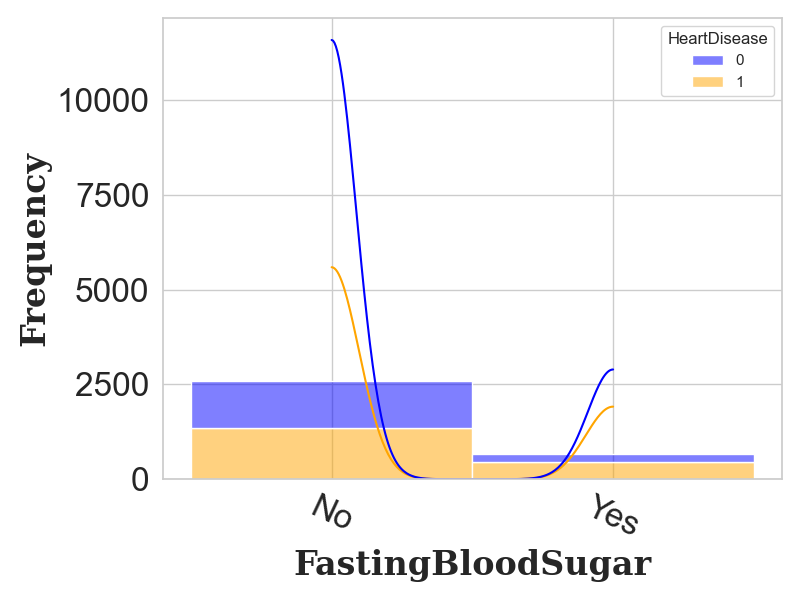 HeartDisease
0
1
10000
7500
5000
2500
0
Frequency
No
Yes
FastingBloodSugar